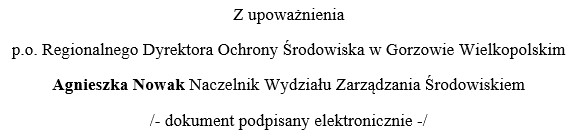 Z upoważnienia
p.o. Regionalnego Dyrektora Ochrony Środowiska w Gorzowie Wielkopolskim
Agnieszka Nowak Naczelnik Wydziału Zarządzania Środowiskiem
/- dokument podpisany elektronicznie -/